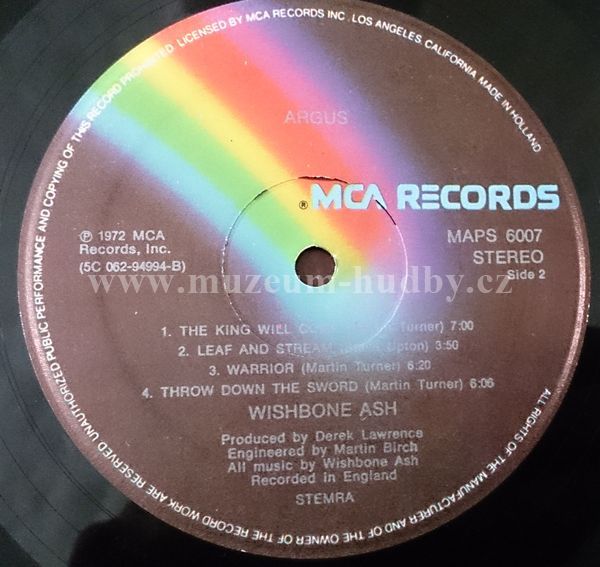 ALL RIGHTS OF THE MANUFACTURER AND OF THE OWNER OF THE RECORD WORK ARE RESERVED UNAUTHORIZED PUBLIC PERFORMANCE AND COPYING OF THIS RECORD PROHIBITED. LICENSED BY MCA RECORDS INC. LOS ANGELES, CALIFORNIA MADE IN HOLLAND
ARGUS
® MCA RECORDS
℗ 1972 MCA
Records, Inc.
(5C 062-94994-B)
MAPS 6007
STEREO
Side 2
www.muzeum-hudby.cz
1. THE KING WILL Turner) 7:00
2. LEAF AND STREAM Upton) 3:50
3. WARRIOR (Martin Turner) 6:20
4. THROW DOWN THE SWORD (Martin Turner) 6:06
WISHBONE ASH
Produced by Derek Lawrence
Engineered by Martin Birch
All music by Wishbone Ash
Recorded in England
STEMRA